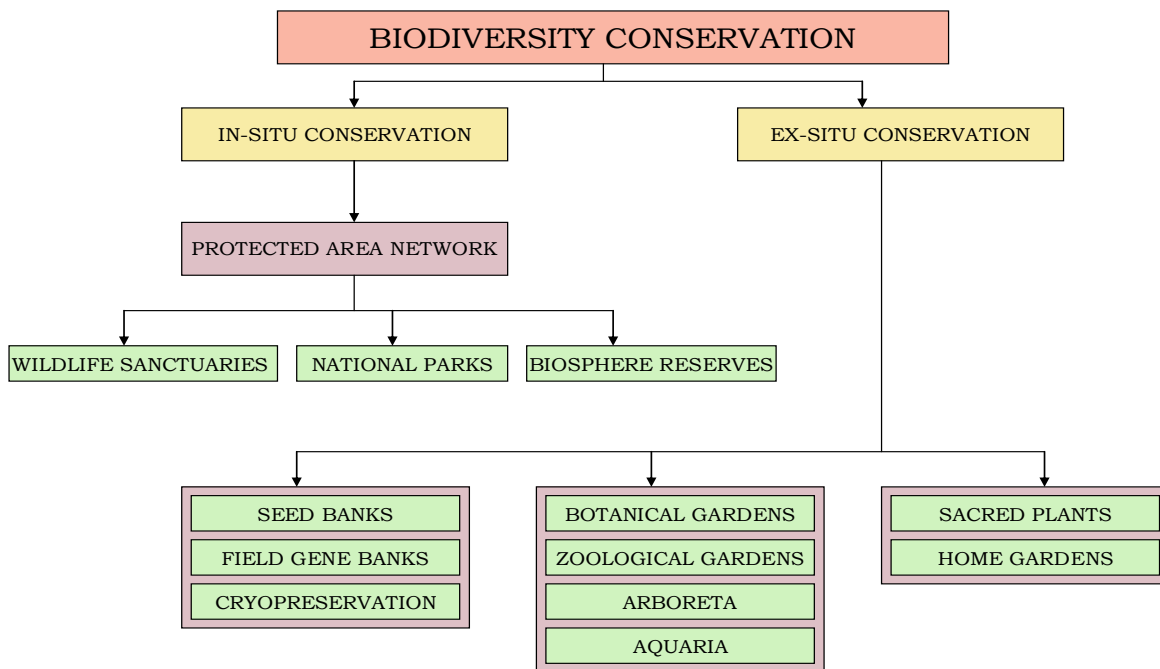 BIODIVERSITY CONSERVATION
IN-SITU CONSERVATION
EX-SITU CONSERVATION
PROTECTED AREA NETWORK
WILDLIFE SANCTUARIES
NATIONAL PARKS
BIOSPHERE RESERVES
SEED BANKS
FIELD GENE BANKS
CRYOPRESERVATION
BOTANICAL GARDENS
ZOOLOGICAL GARDENS
ARBORETA
AQUARIA
SACRED PLANTS
HOME GARDENS